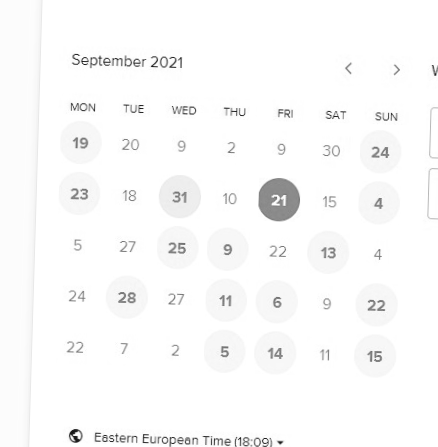 September 2021
W
MON TUE WED THU FRI SAT SUN
19 20 9 2 9 30 24
23 18 31 10 21 15 4
5 27 25 9 22 13 4
24 28 27 11 6 9 22
22 7 2 5 14 11 15
Eastern European Time (18:09)